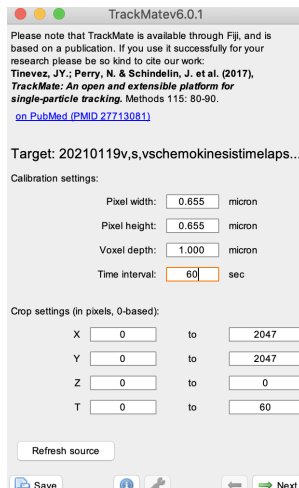 TrackMatev6.0.1
Please note that TrackMate is available through Fiji, and is
based on a publication. If you use it successfully for your
research please be so kind to cite our work:
Tinevez, JY.; Perry, N. & Schindelin, J. et al. (2017),
TrackMate: An open and extensible platform for
single-particle tracking. Methods 115: 80-90.
on PubMed (PMID 27713081)
Target: 20210119v,s,vschemokinesistimelaps...
Calibration settings:
Pixel width: 0.655 micron
Pixel height: 0.655 micron
Voxel depth: 1.000 micron
Time interval: 60 sec
Crop settings (in pixels, 0-based):
X 0 to 2047
Y 0 to 2047
Z 0 to 0
T 0 to 60
Refresh source
Save Next